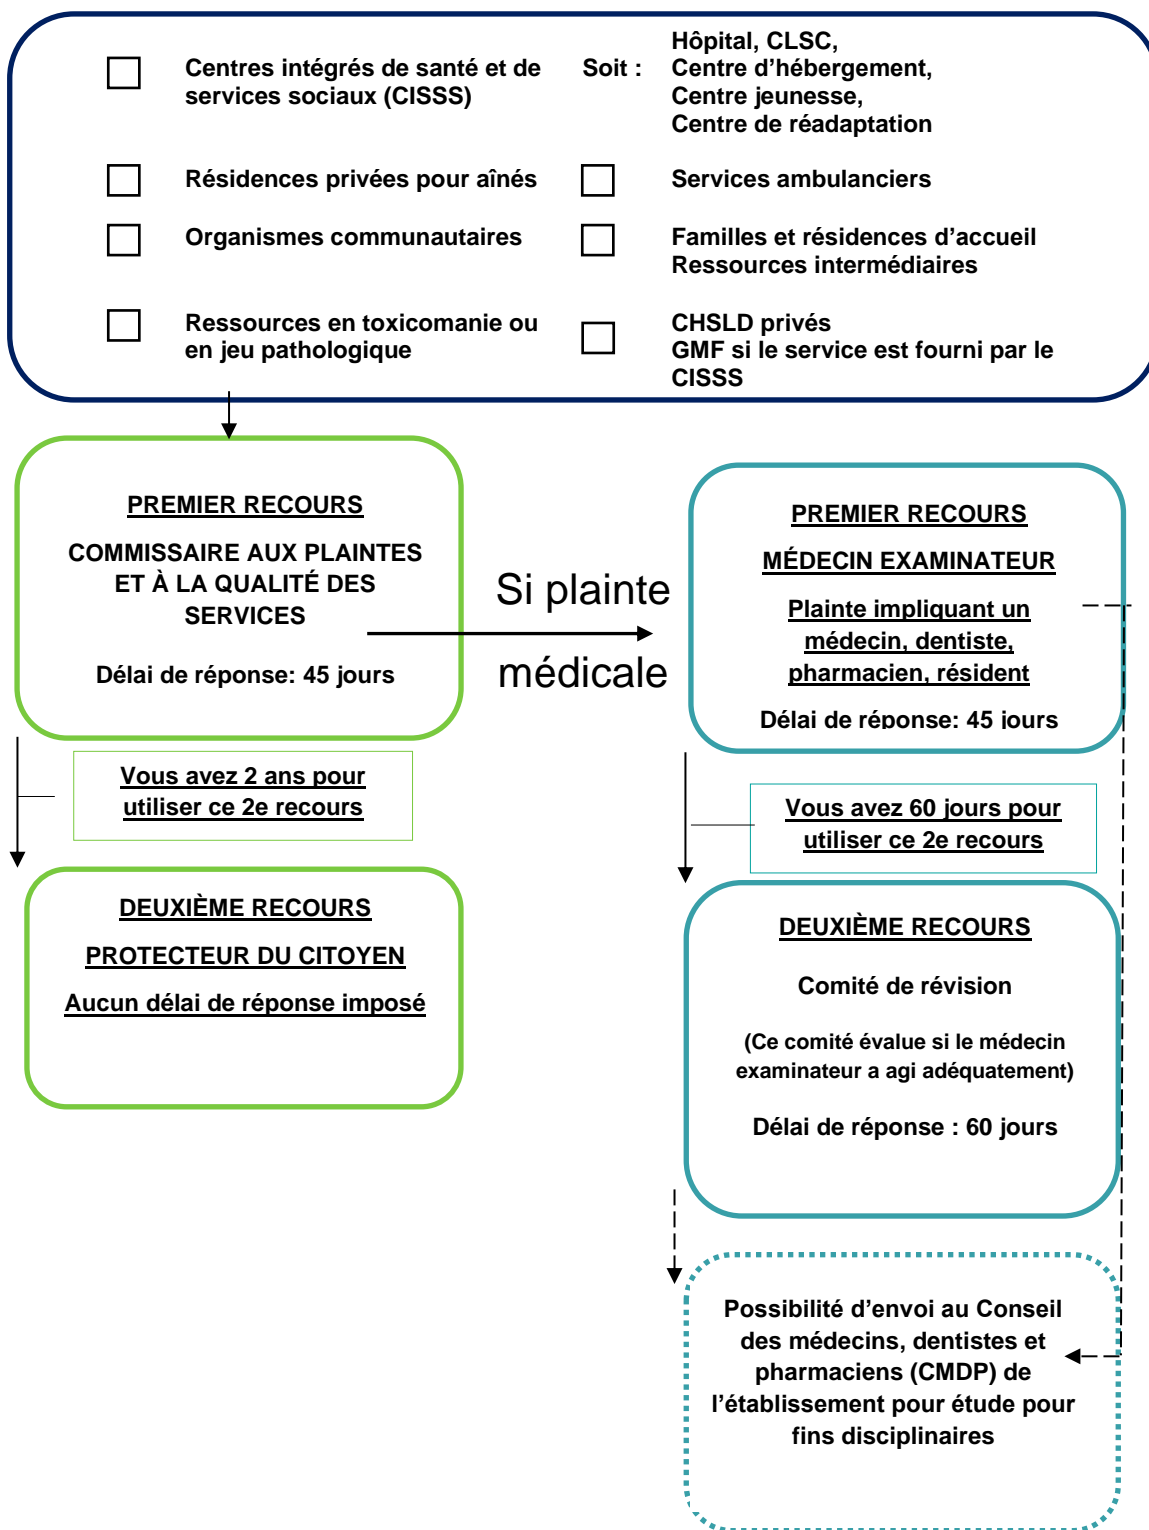 Centres intégrés de santé et de
services sociaux (CISSS)
Soit :
Hôpital, CLSC,
Centre d’hébergement,
Centre jeunesse,
Centre de réadaptation
Résidences privées pour aînés
Services ambulanciers
Organismes communautaires
Familles et résidences d’accueil
Ressources intermédiaires
Ressources en toxicomanie ou
en jeu pathologique
CHSLD privés
GMF si le service est fourni par le
CISSS
PREMIER RECOURS
COMMISSAIRE AUX PLAINTES
ET À LA QUALITÉ DES
SERVICES
Délai de réponse: 45 jours
Si plainte
médicale
PREMIER RECOURS
MÉDECIN EXAMINATEUR
Plainte impliquant un
médecin, dentiste,
pharmacien, résident
Délai de réponse: 45 jours
Vous avez 2 ans pour
utiliser ce 2e recours
Vous avez 60 jours pour
utiliser ce 2e recours
DEUXIÈME RECOURS
PROTECTEUR DU CITOYEN
Aucun délai de réponse imposé
DEUXIÈME RECOURS
Comité de révision
(Ce comité évalue si le médecin
examinateur a agi adéquatement)
Délai de réponse : 60 jours
Possibilité d’envoi au Conseil
des médecins, dentistes et
pharmaciens (CMDP) de
l’établissement pour étude pour
fins disciplinaires